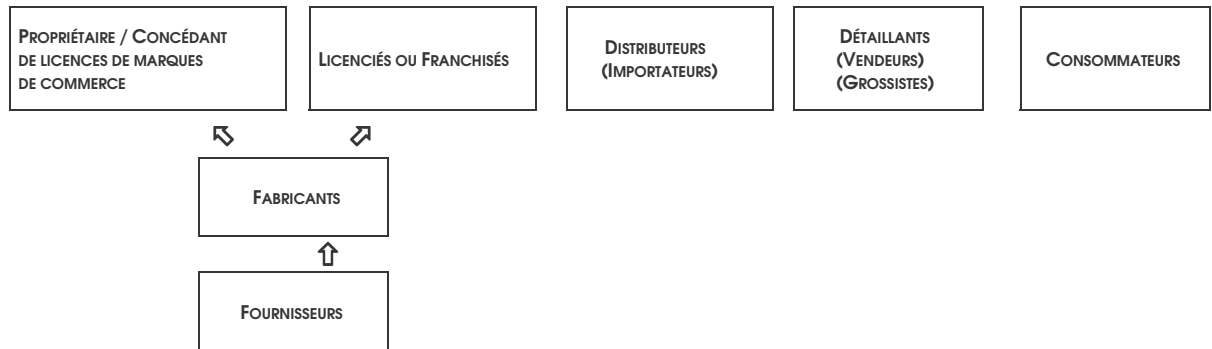 PROPRIÉTAIRE / CONCÉDANT
DE LICENCES DE MARQUES
DE COMMERCE
LICENCIÉS OU FRANCHISÉS
DISTRIBUTEURS
(IMPORTATEURS)
DÉTAILLANTS
(VENDEURS)
(GROSSISTES)
CONSOMMATEURS
FABRICANTS
FOURNISSEURS